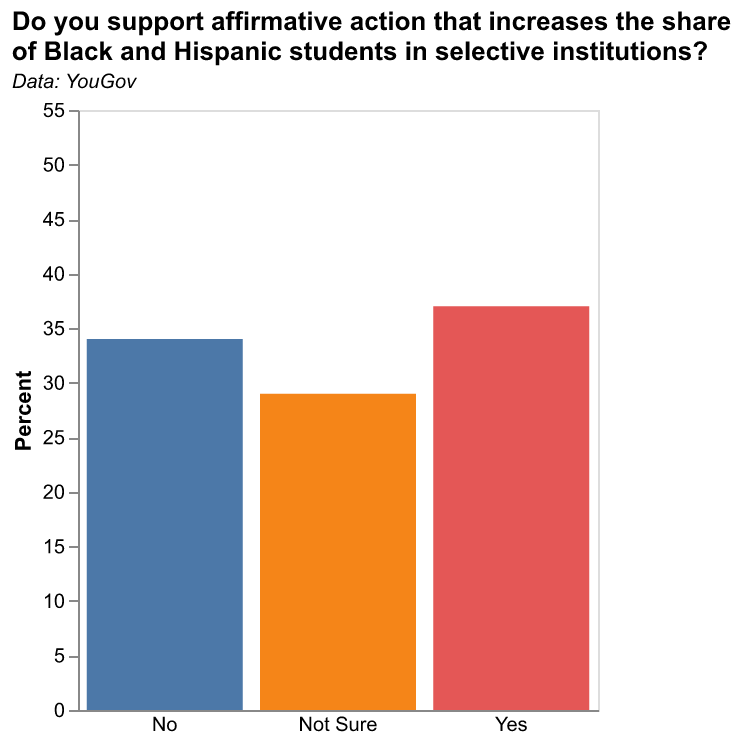 Do you support affirmative action that increases the share
of Black and Hispanic students in selective institutions?
Data: YouGov
55
50
45
40
35
30
25
20
15
10
5
0
Percent
No
Not Sure
Yes